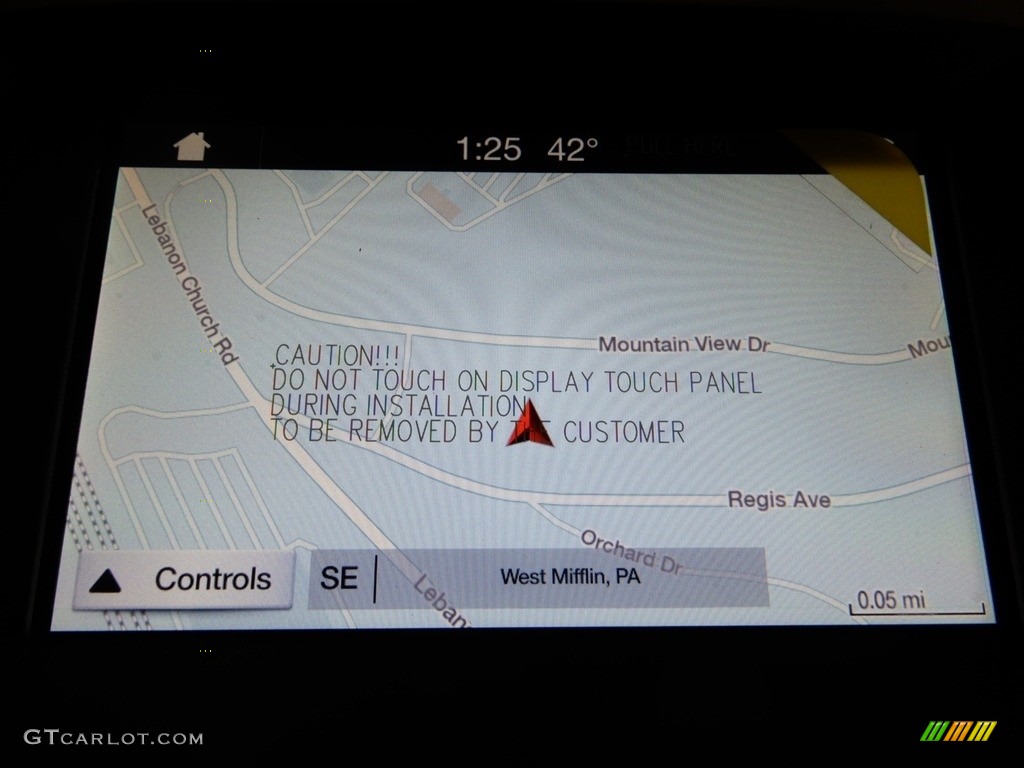 1:25 42°
PULL HERE
Lebanon Church Rd
Mountain View Dr
Mou
CAUTION!!!
DO NOT TOUCH ON DISPLAY TOUCH PANEL
DURING INSTALLATION
TO BE REMOVED BY CUSTOMER
Regis Ave
Orchard Dr
Controls
SE
West Mifflin, PA
Leban
0.05 mi
GTCARLOT.COM